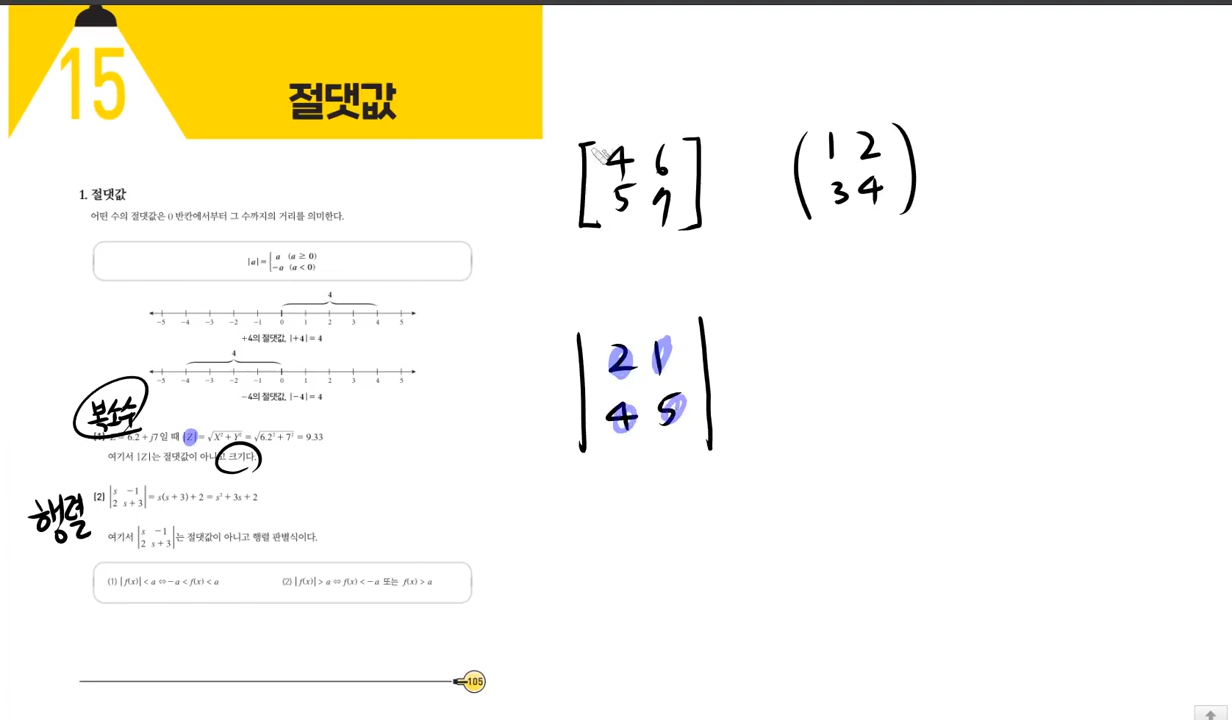 15
절댓값
1. 절댓값
어떤 수의 절댓값은 0 반칸에서부터 그 수까지의 거리를 의미한다.
|a| = [ a (a ≥ 0)
−a (a < 0)
4
−5 −4 −3 −2 −1 0 1 2 3 4 5
+4의 절댓값, |+4| = 4
4
−5 −4 −3 −2 −1 0 1 2 3 4 5
−4의 절댓값, |−4| = 4
복소수
(1) Z = 6.2 + j7일 때 |Z| = √X² + Y² = √6.2² + 7² = 9.33
여기서 |Z|는 절댓값이 아니고 크기다.
행렬
(2) |s −1
2 s + 3| = s(s + 3) + 2 = s² + 3s + 2
여기서 |s −1
2 s + 3|는 절댓값이 아니고 행렬 판별식이다.
(1) | f(x)| < a ⇔ −a < f(x) < a (2) | f(x)| > a ⇔ f(x) < −a 또는 f(x) > a
105
[4 6
5 7]
(1 2
3 4)
|2 1
4 5|